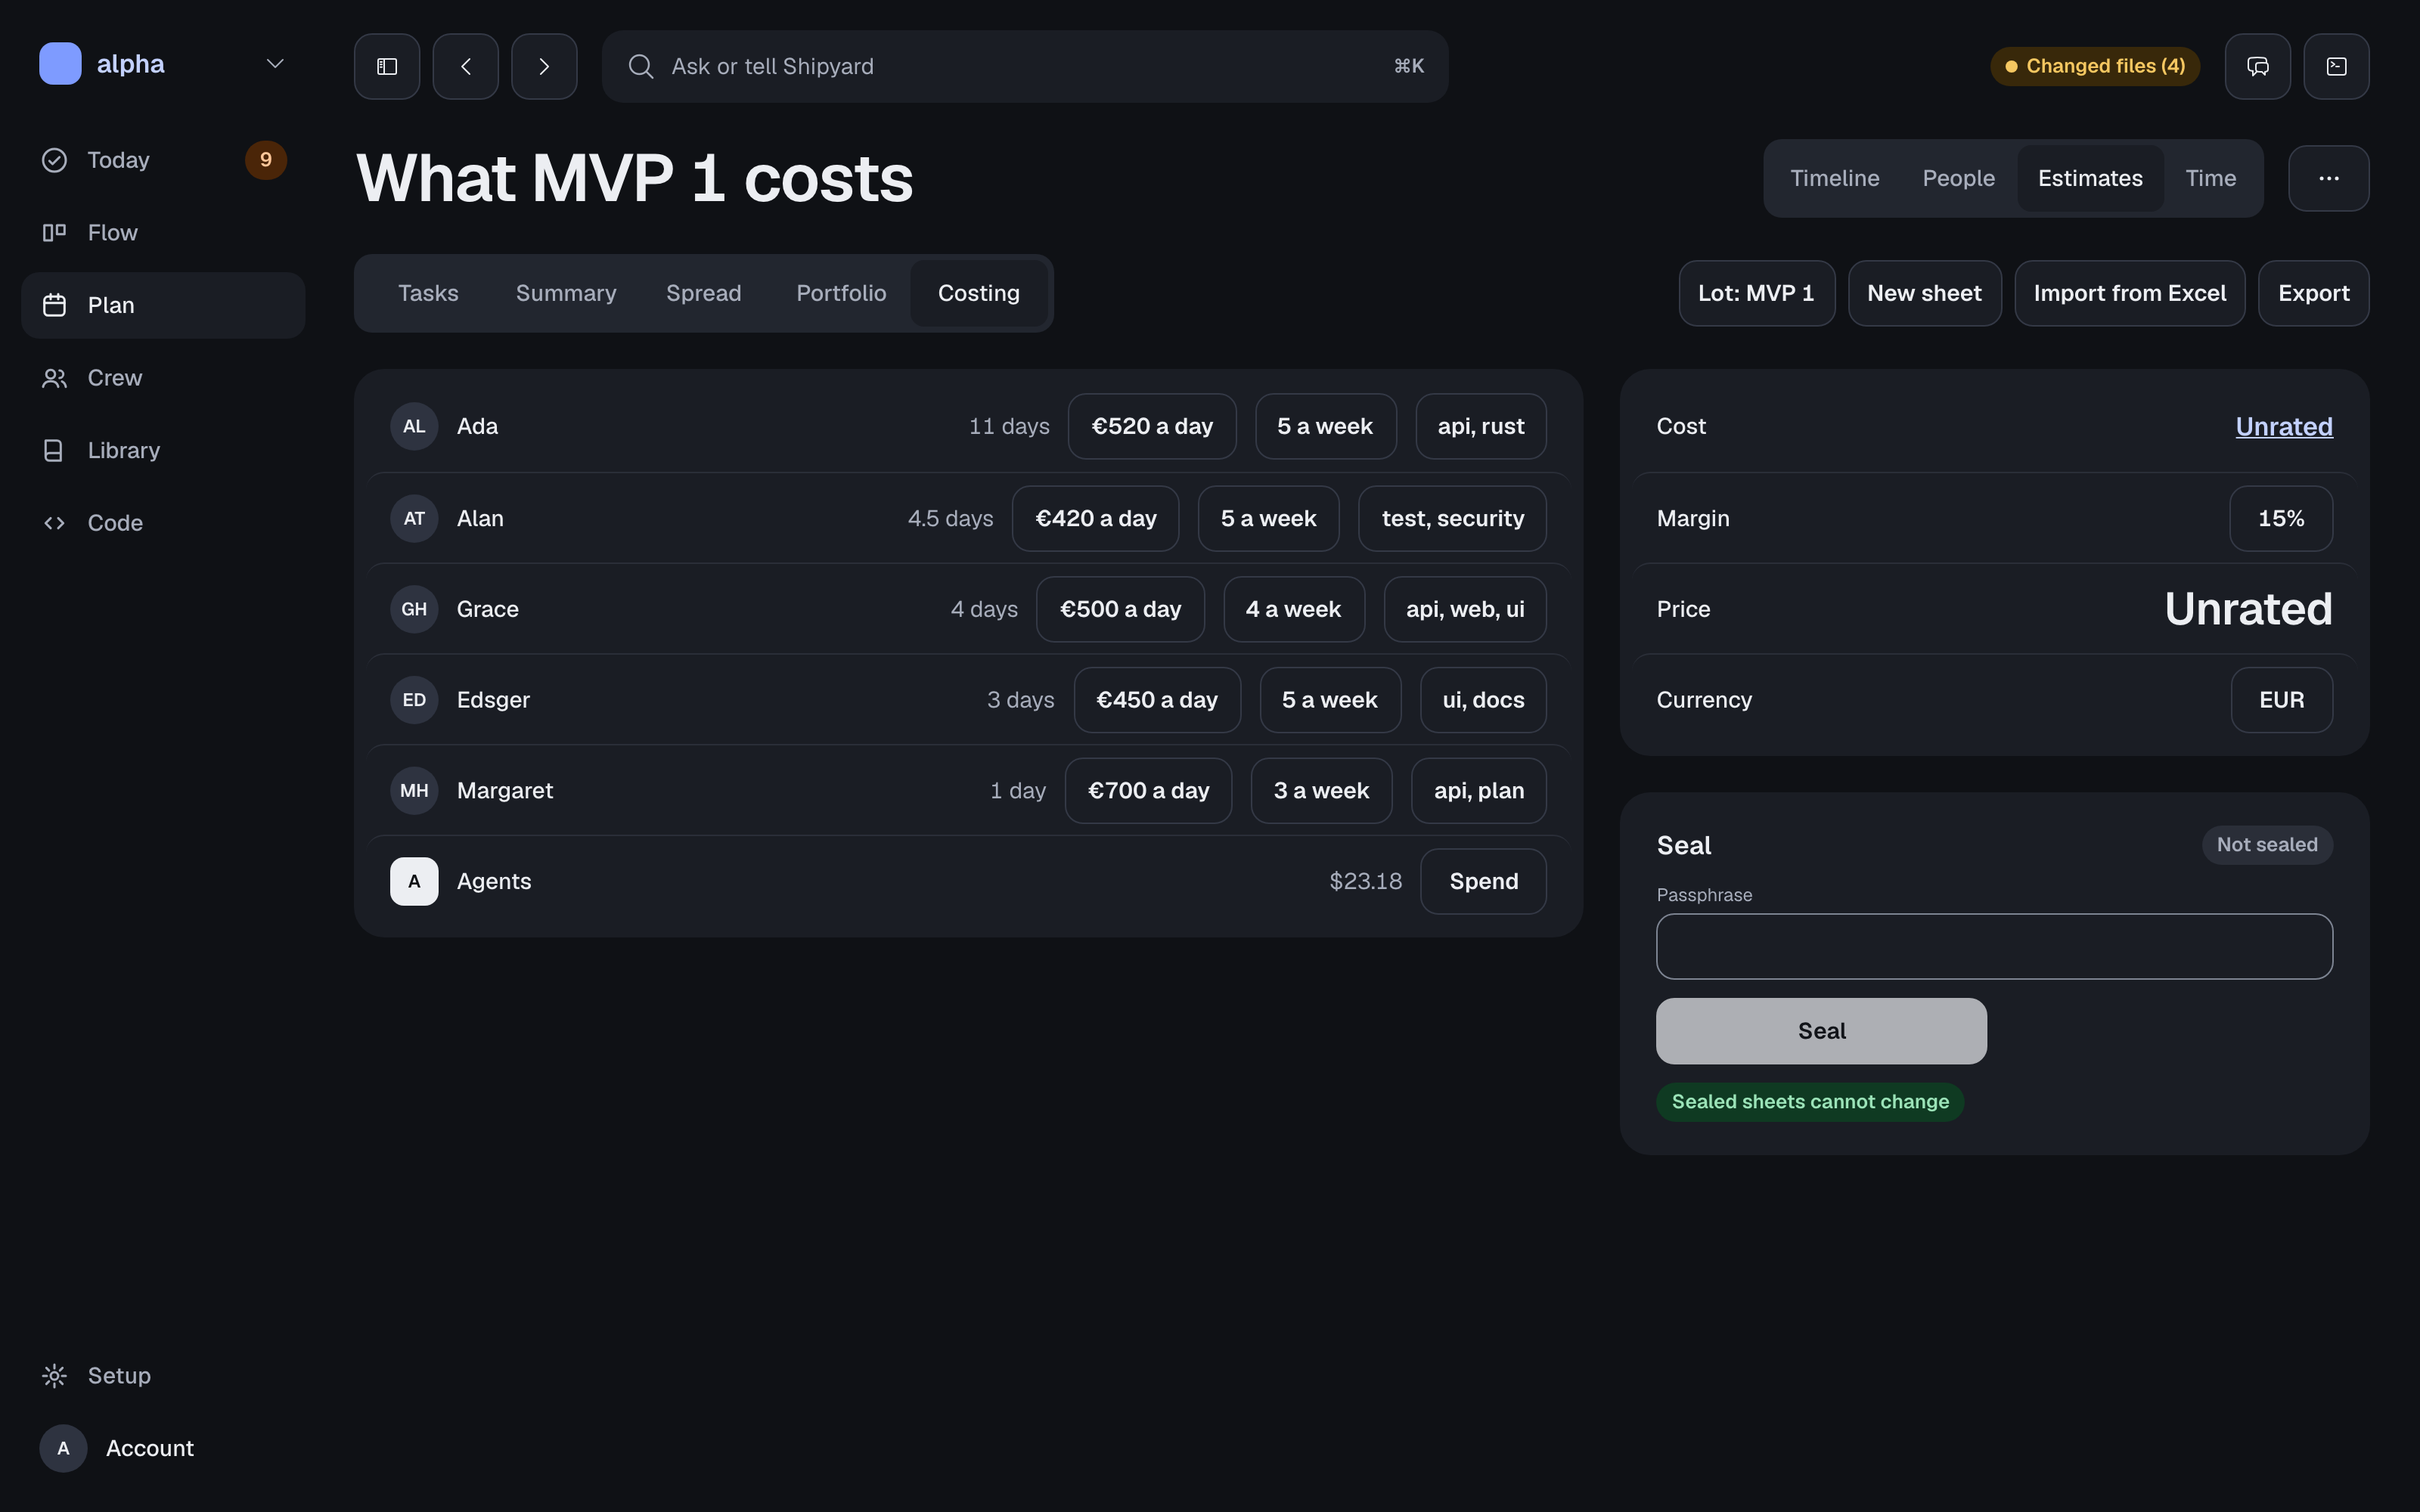 alpha
Ask or tell Shipyard
⌘K
Changed files (4)
Today
9
Flow
Plan
Crew
Library
Code
Setup
A
Account
What MVP 1 costs
Timeline
People
Estimates
Time
Tasks
Summary
Spread
Portfolio
Costing
Lot: MVP 1
New sheet
Import from Excel
Export
AL Ada 11 days €520 a day 5 a week api, rust
AT Alan 4.5 days €420 a day 5 a week test, security
GH Grace 4 days €500 a day 4 a week api, web, ui
ED Edsger 3 days €450 a day 5 a week ui, docs
MH Margaret 1 day €700 a day 3 a week api, plan
A Agents $23.18 Spend
Cost Unrated
Margin 15%
Price Unrated
Currency EUR
Seal Not sealed
Passphrase
Seal
Sealed sheets cannot change